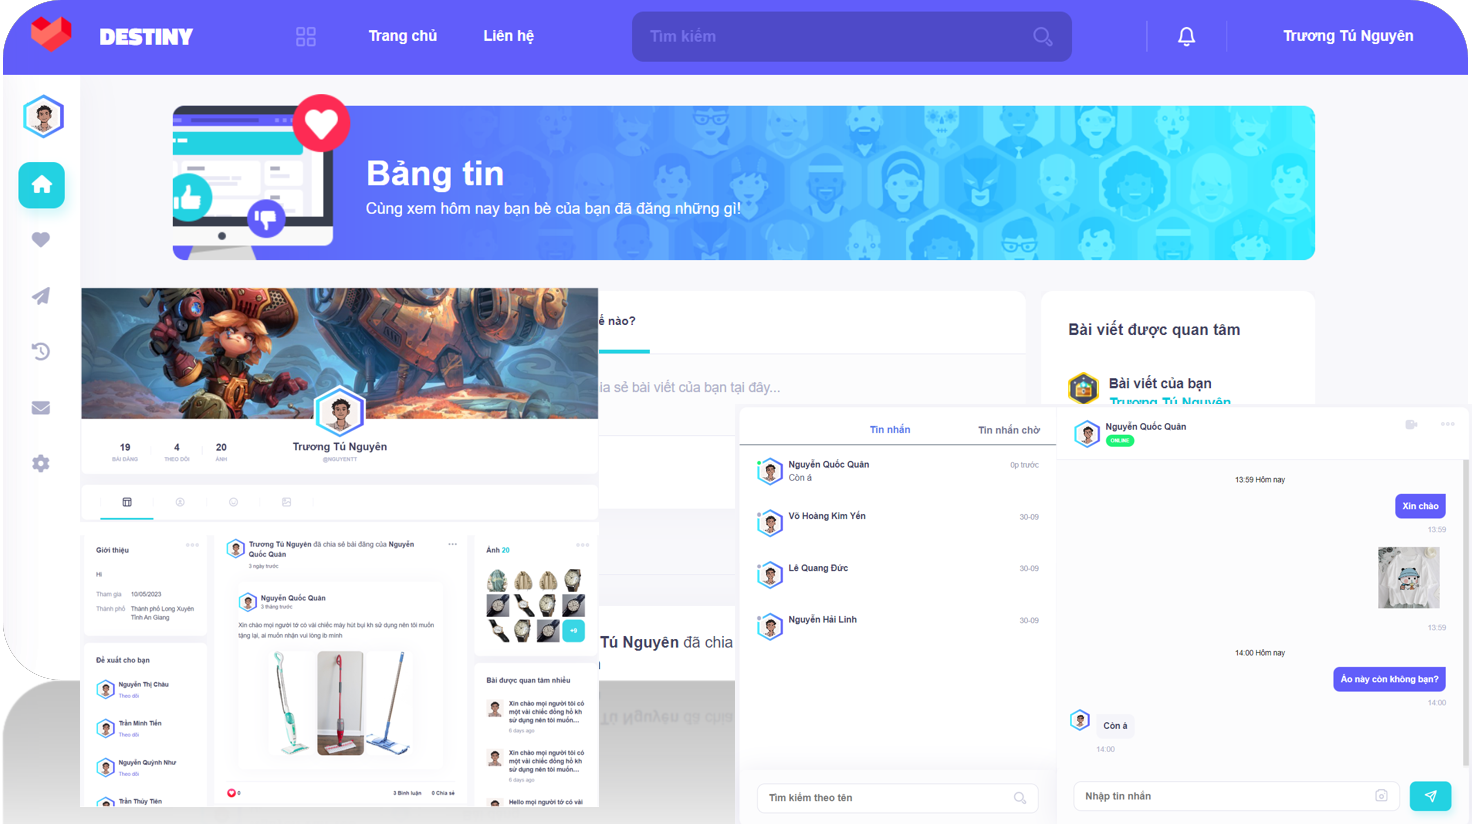 DESTINY
Trang chủ
Liên hệ
Tìm kiếm
Trương Tú Nguyên
Bảng tin
Cùng xem hôm nay bạn bè của bạn đã đăng những gì!
ế nào?
ia sẻ bài viết của bạn tại đây...
Bài viết được quan tâm
Bài viết của bạn
Trương Tú Nguyên
19
BÀI ĐĂNG
4
THEO DÕI
20
ẢNH
Trương Tú Nguyên
@NGUYENTT
Giới thiệu
Hi
Tham gia 10/05/2023
Thành phố Thành phố Long Xuyên
Tỉnh An Giang
Đề xuất cho bạn
Nguyễn Thị Châu
Theo dõi
Trần Minh Tiến
Theo dõi
Nguyễn Quỳnh Như
Theo dõi
Trần Thủy Tiên
Trương Tú Nguyên đã chia sẻ bài đăng của Nguyễn
Quốc Quân
3 ngày trước
Nguyễn Quốc Quân
3 tháng trước
Xin chào mọi người tớ có vài chiếc máy hút bụi kh sử dụng nên tôi muốn
tặng lại, ai muốn nhận vui lòng ib mình
0
3 Bình luận
0 Chia sẻ
Ảnh 20
+9
Bài được quan tâm nhiều
Xin chào mọi người tôi có
một vài chiếc đồng hồ kh
sử dụng nên tôi muốn...
6 days ago
Xin chào mọi người tôi có
một vài chiếc đồng hồ kh
sử dụng nên tôi muốn...
6 days ago
Hello mọi người tớ có vài
Tú Nguyên đã chia
Tú Nguyên đã chia
Tin nhắn
Tin nhắn chờ
Nguyễn Quốc Quân
0p trước
Còn á
Võ Hoàng Kim Yến
30-09
Lê Quang Đức
30-09
Nguyễn Hải Linh
30-09
Tìm kiếm theo tên
Nguyễn Quốc Quân
ONLINE
13:59 Hôm nay
Xin chào
13:59
13:59
14:00 Hôm nay
Áo này còn không bạn?
14:00
Còn á
14:00
Nhập tin nhắn